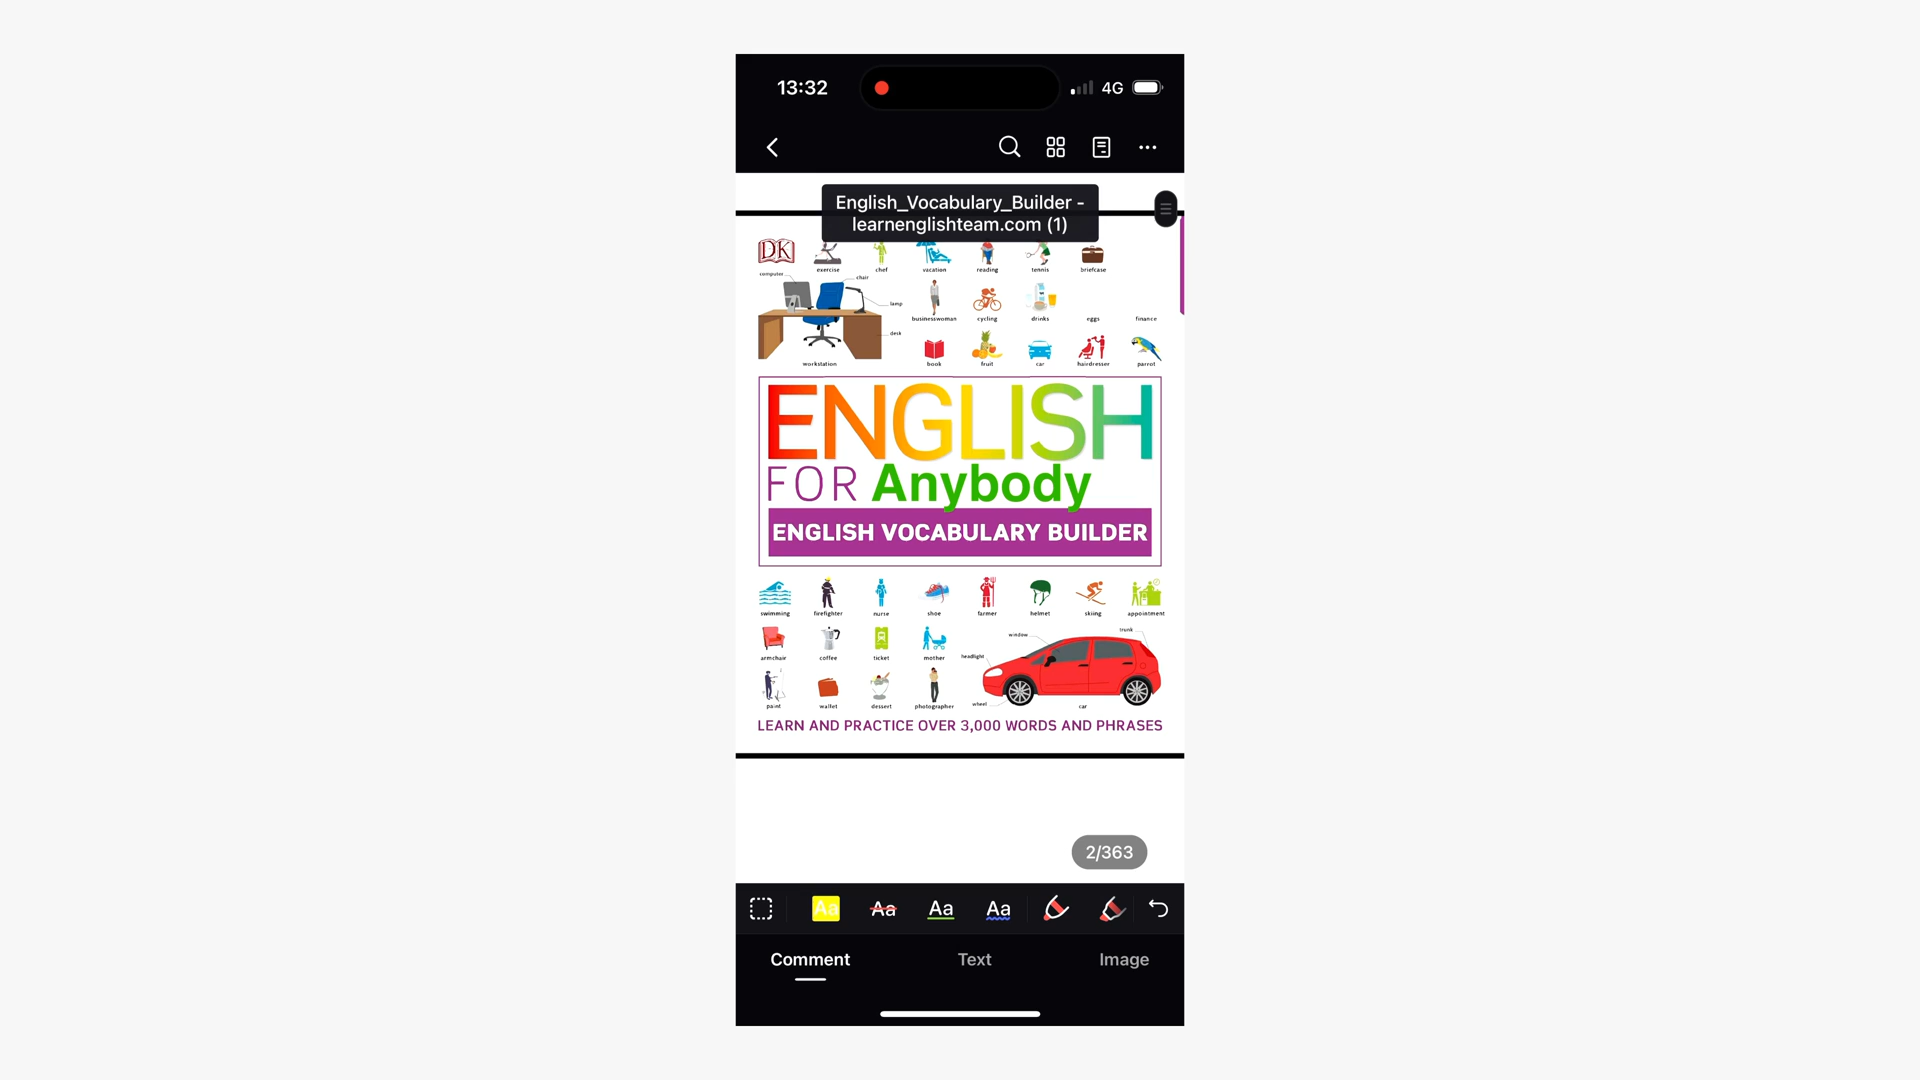 13:32
4G
English_Vocabulary_Builder -
learnenglishteam.com (1)
DK
exercise
chef
vacation
reading
tennis
briefcase
computer
chair
lamp
desk
workstation
businesswoman
cycling
drinks
eggs
finance
book
fruit
car
hairdresser
parrot
ENGLISH
FOR Anybody
ENGLISH VOCABULARY BUILDER
swimming
firefighter
nurse
shoe
farmer
helmet
skiing
appointment
armchair
coffee
ticket
mother
window
trunk
headlight
paint
wallet
dessert
photographer
wheel
car
LEARN AND PRACTICE OVER 3,000 WORDS AND PHRASES
2/363
Aa
Aa
Aa
Aa
Comment
Text
Image